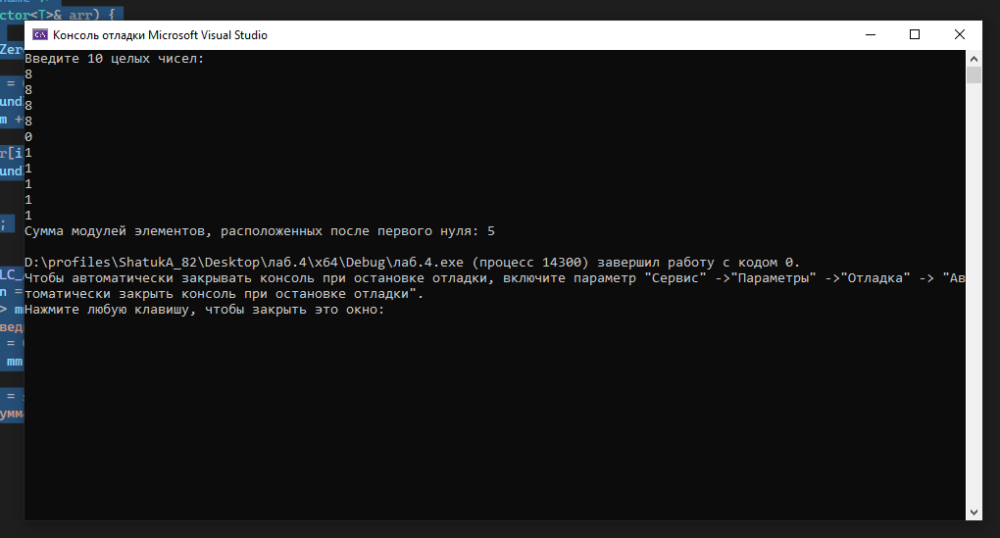 ctor<T>& arr) {
Консоль отладки Microsoft Visual Studio
Введите 10 целых чисел:
8
8
8
8
0
1
1
1
1
1
Сумма модулей элементов, расположенных после первого нуля: 5
D:\profiles\ShatukA_82\Desktop\лаб.4\x64\Debug\лаб.4.exe (процесс 14300) завершил работу с кодом 0.
Чтобы автоматически закрывать консоль при остановке отладки, включите параметр "Сервис" ->"Параметры" ->"Отладка" -> "Ав
томатически закрыть консоль при остановке отладки".
Нажмите любую клавишу, чтобы закрыть это окно: